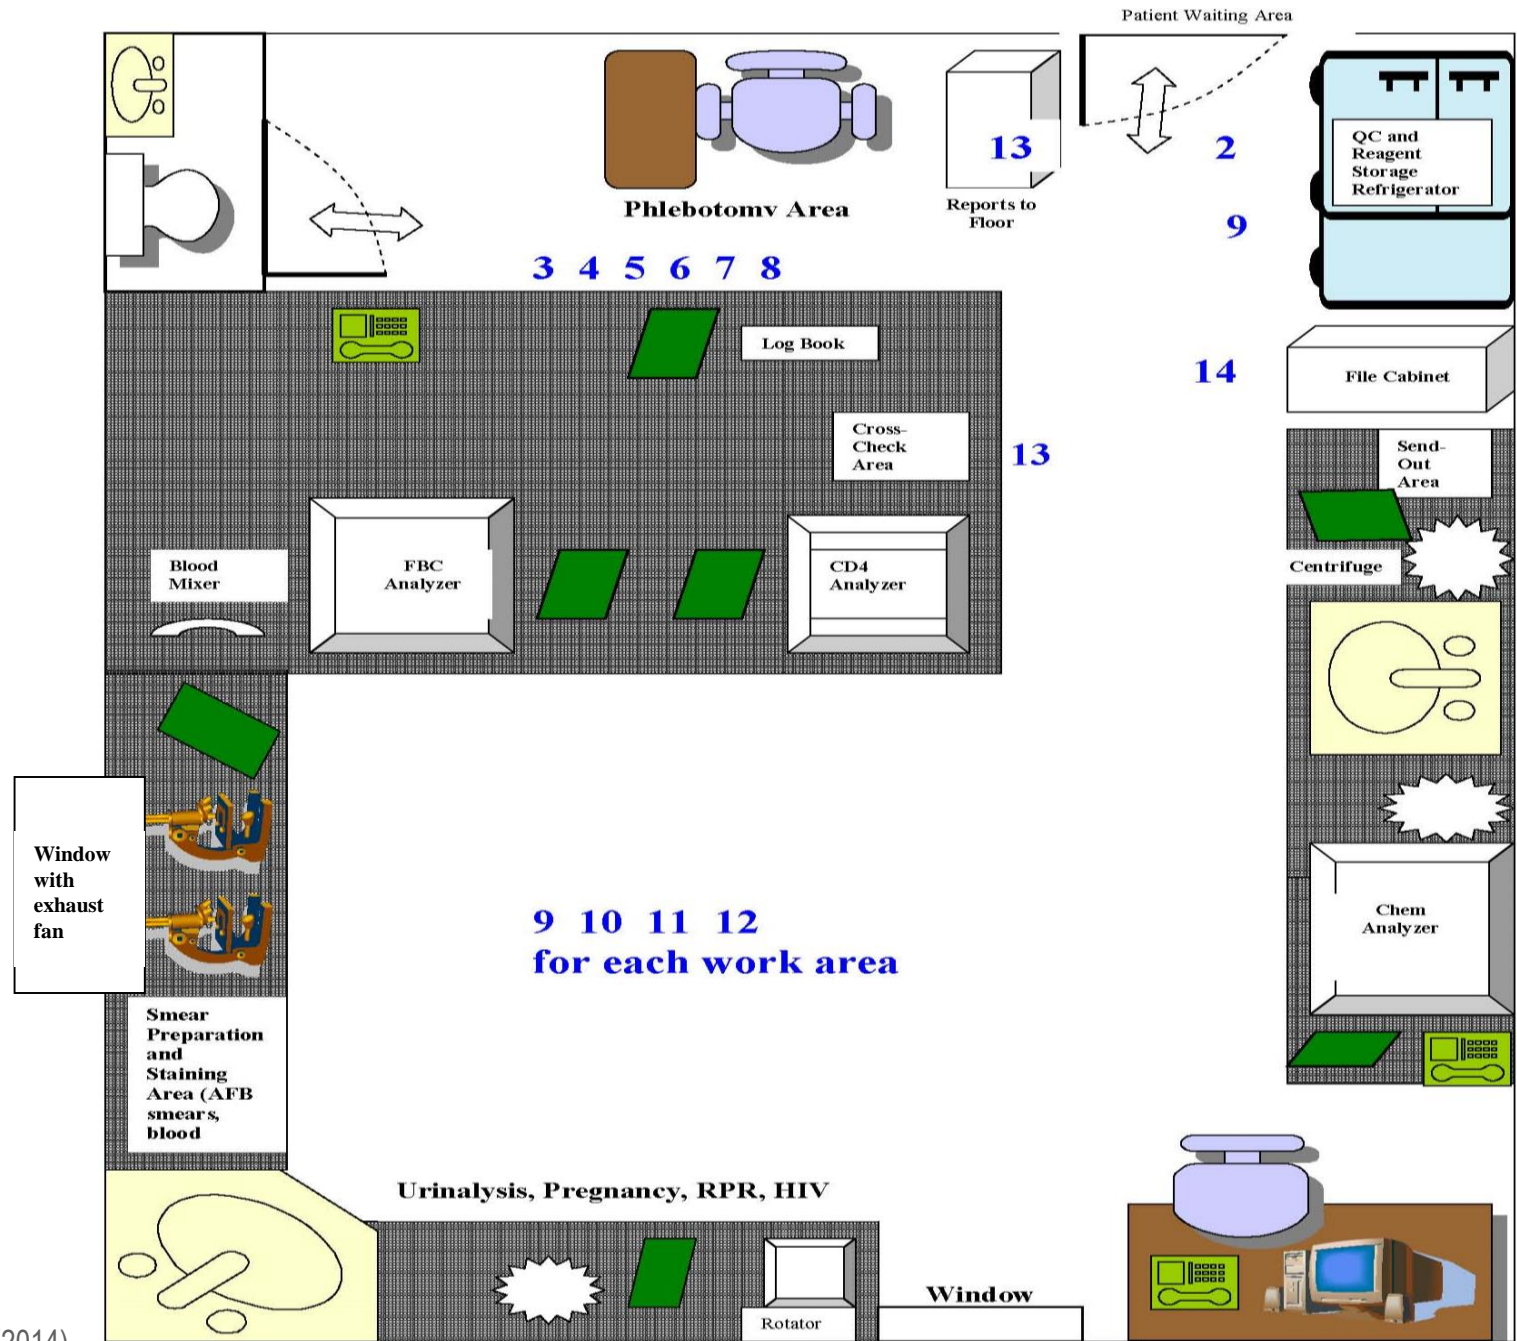 Patient Waiting Area
QC and
Reagent
Storage
Refrigerator
13
2
Phlebotomy Area
Reports to
Floor
9
3 4 5 6 7 8
Log Book
14
File Cabinet
Cross-
Check
Area
13
Send-
Out
Area
Blood
Mixer
FBC
Analyzer
CD4
Analyzer
Centrifuge
Window
with
exhaust
fan
9 10 11 12
for each work area
Chem
Analyzer
Smear
Preparation
and
Staining
Area (AFB
smears,
blood
Urinalysis, Pregnancy, RPR, HIV
Window
Rotator
2014)